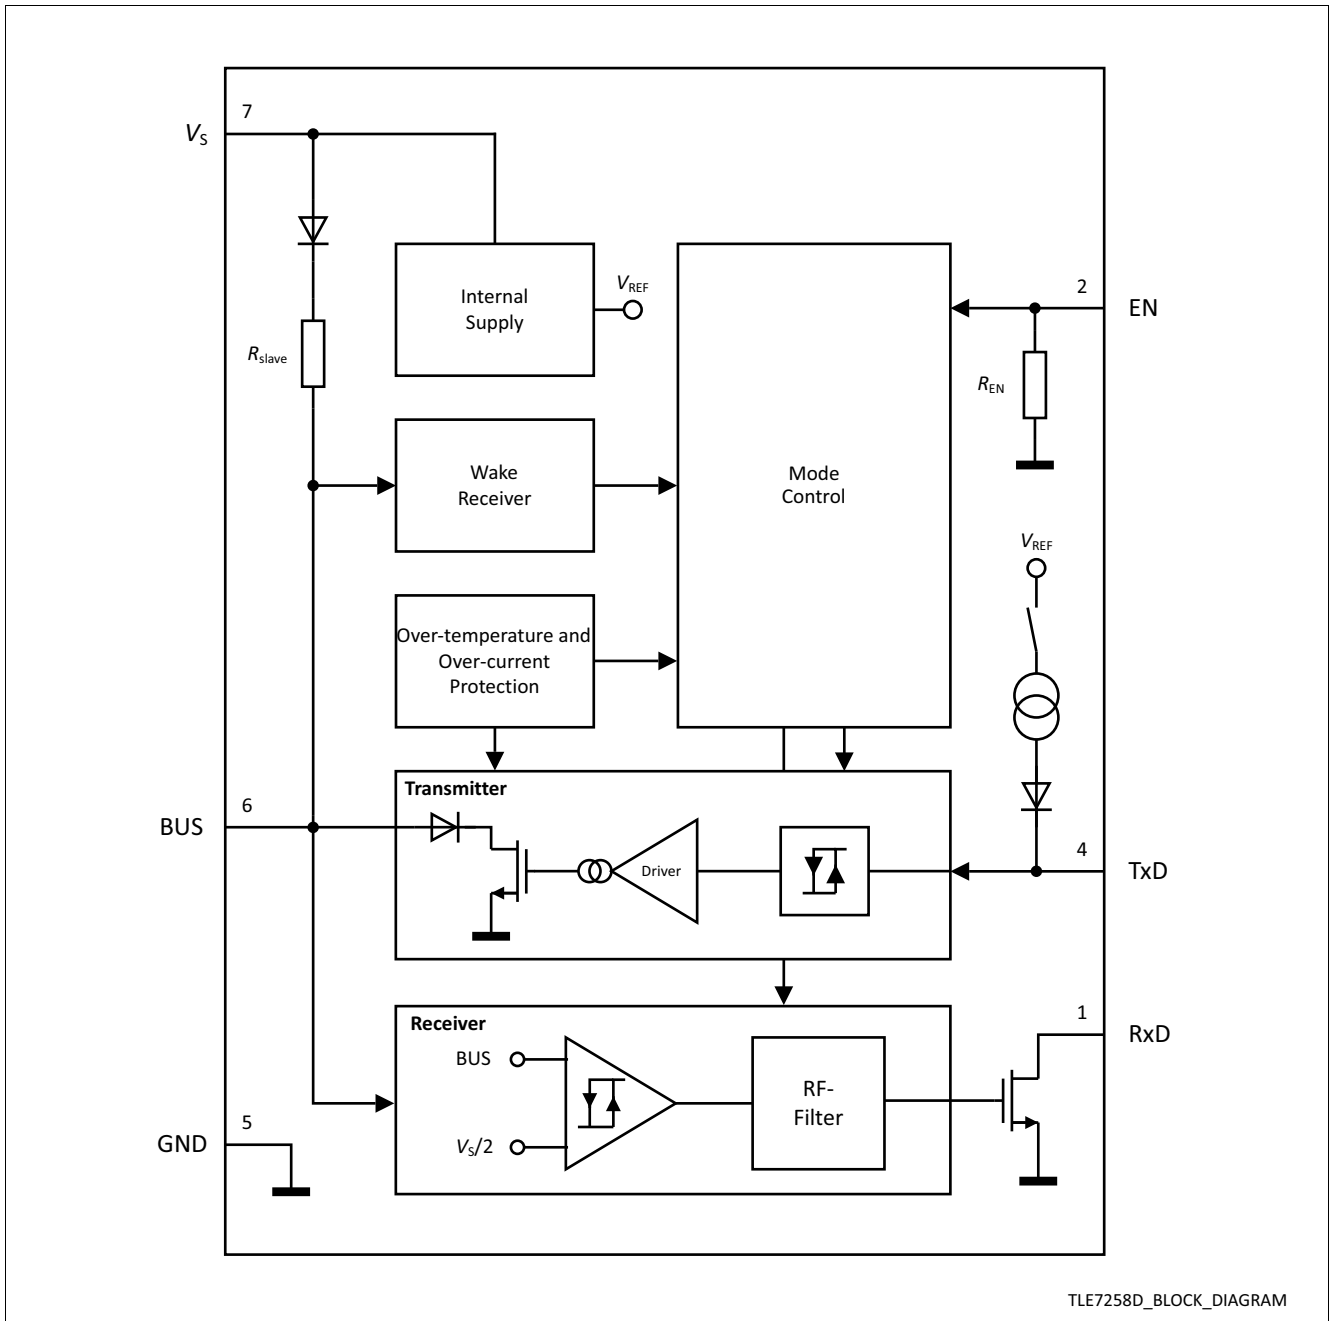 7
VS
Internal
Supply
VREF
2
EN
Rslave
REN
Wake
Receiver
Mode
Control
VREF
Over-temperature and
Over-current
Protection
Transmitter
6
BUS
Driver
4
TxD
Receiver
1
RxD
BUS
RF-
Filter
5
GND
VS/2
TLE7258D_BLOCK_DIAGRAM